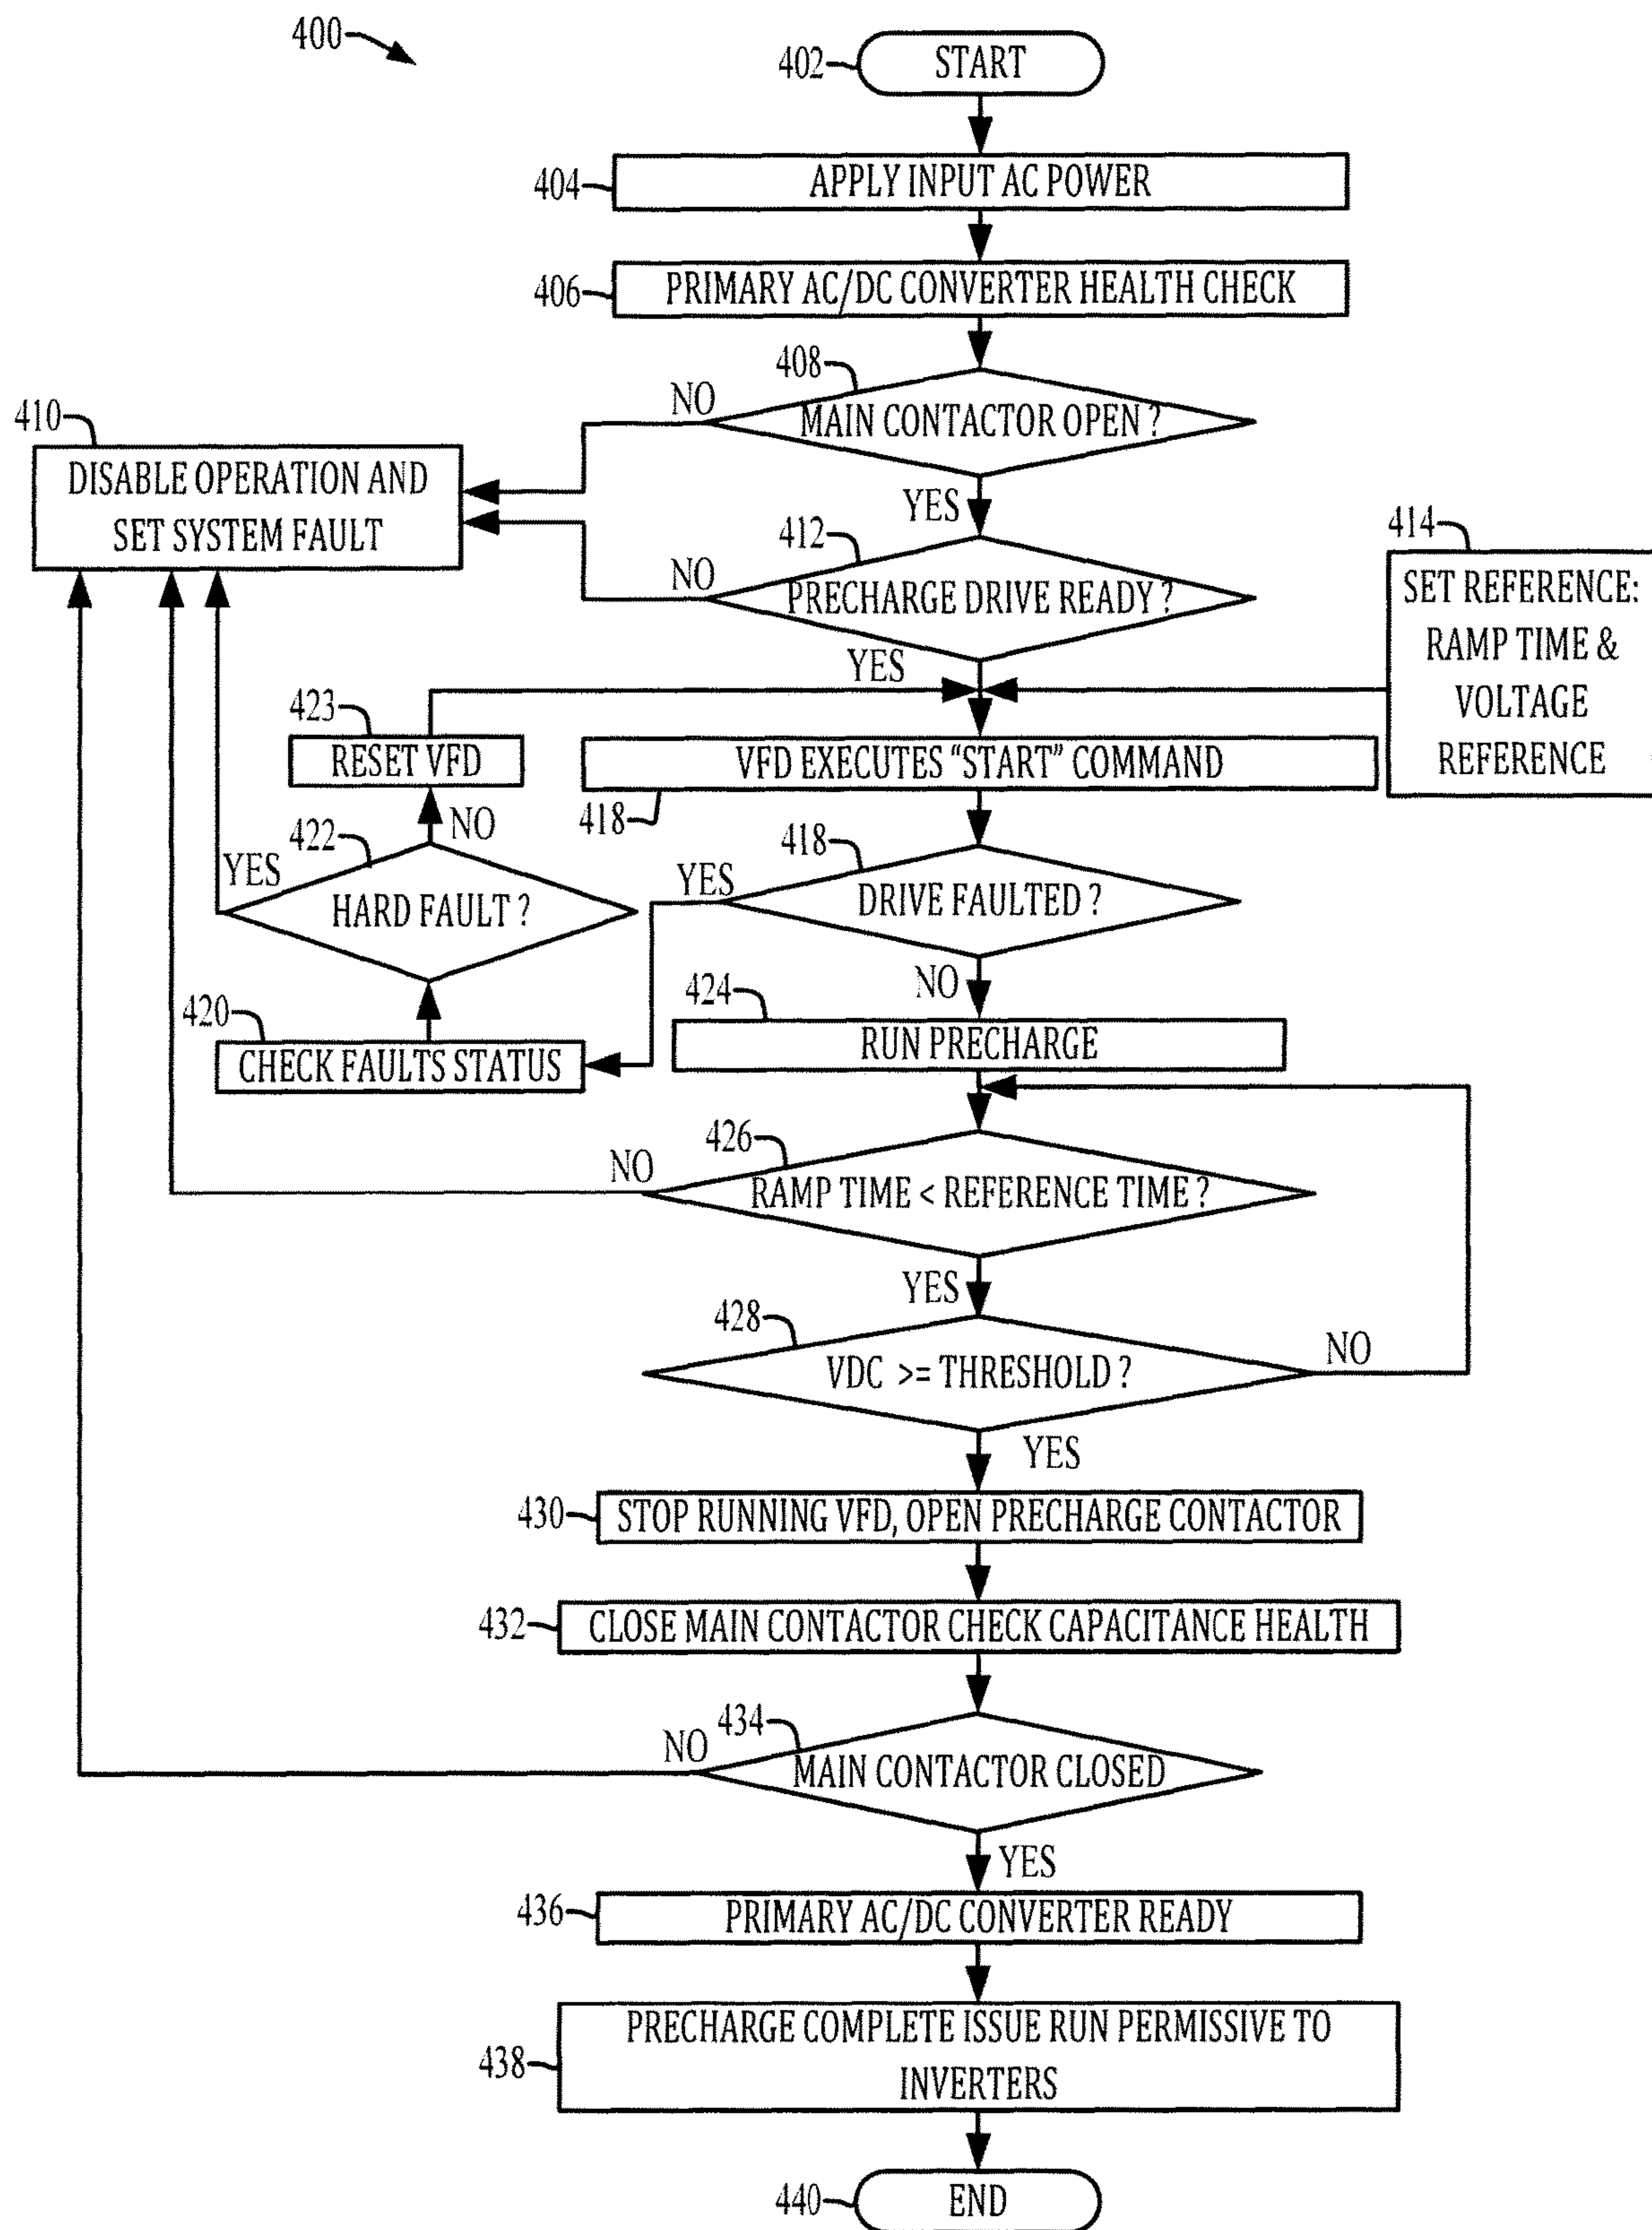 400
402
START
404
APPLY INPUT AC POWER
406
PRIMARY AC/DC CONVERTER HEALTH CHECK
408
MAIN CONTACTOR OPEN ?
NO
YES
410
DISABLE OPERATION AND
SET SYSTEM FAULT
412
PRECHARGE DRIVE READY ?
NO
YES
414
SET REFERENCE:
RAMP TIME &
VOLTAGE
REFERENCE
423
RESET VFD
VFD EXECUTES "START" COMMAND
418
422
NO
YES
HARD FAULT ?
418
YES
DRIVE FAULTED ?
NO
420
CHECK FAULTS STATUS
424
RUN PRECHARGE
426
NO
RAMP TIME < REFERENCE TIME ?
YES
428
VDC >= THRESHOLD ?
NO
YES
430
STOP RUNNING VFD, OPEN PRECHARGE CONTACTOR
432
CLOSE MAIN CONTACTOR CHECK CAPACITANCE HEALTH
434
NO
MAIN CONTACTOR CLOSED
YES
436
PRIMARY AC/DC CONVERTER READY
438
PRECHARGE COMPLETE ISSUE RUN PERMISSIVE TO
INVERTERS
440
END